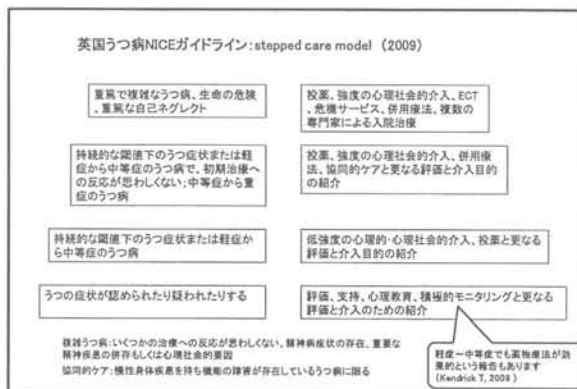 英国うつ病NICEガイドライン：stepped care model （2009）
重篤で複雑なうつ病、生命の危険
、重篤な自己ネグレクト
投薬、強度の心理社会的介入、ECT
、危機サービス、併用療法、複数の
専門家による入院治療
持続的な閾値下のうつ症状または軽
症から中等症のうつ病で、初期治療へ
の反応が思わしくない；中等症から重
症のうつ病
投薬、強度の心理社会的介入、併用療
法、協同的ケアと更なる評価と介入目的
の紹介
持続的な閾値下のうつ症状または軽症か
ら中等症のうつ病
低強度の心理的・心理社会的介入、投薬と更なる
評価と介入目的の紹介
うつの症状が認められたり疑われたりする
評価、支持、心理教育、積極的モニタリングと更なる
評価と介入のための紹介
複雑うつ病：いくつかの治療への反応が思わしくない、精神病症状の存在、重要な
精神疾患の併存もしくは心理社会的要因
協同的ケア：慢性身体疾患を持ち機能の障害が存在しているうつ病に限る
軽症～中等症でも薬物療法が効
果的という報告もあります
(Kendrick T, 2009 )